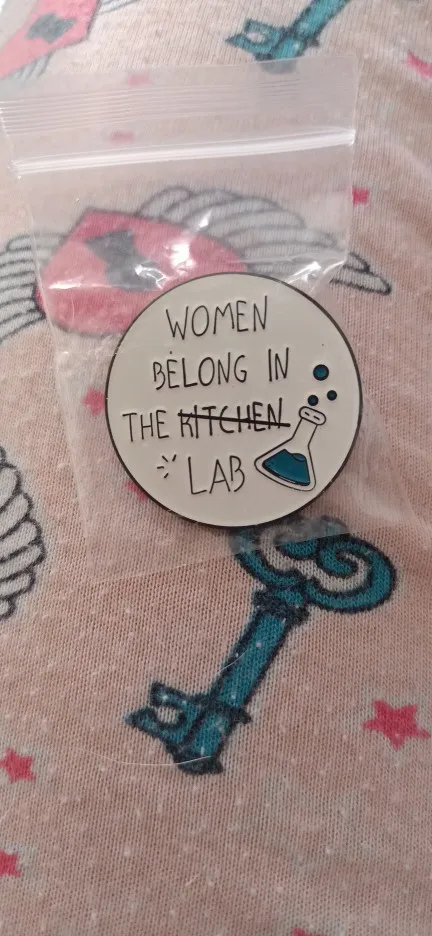 WOMEN
BELONG IN
THE KITCHEN
LAB